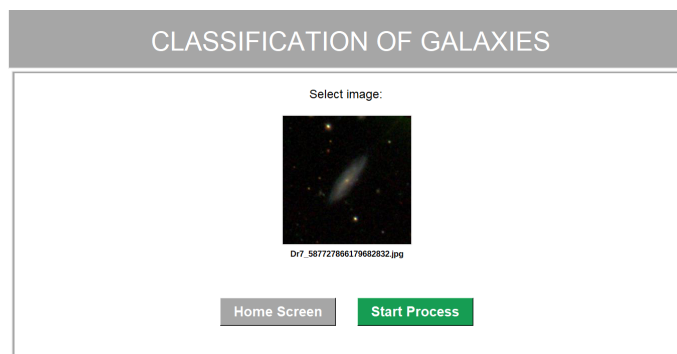 CLASSIFICATION OF GALAXIES
Select image:
Dr7_587727866179682832.jpg
Home Screen
Start Process